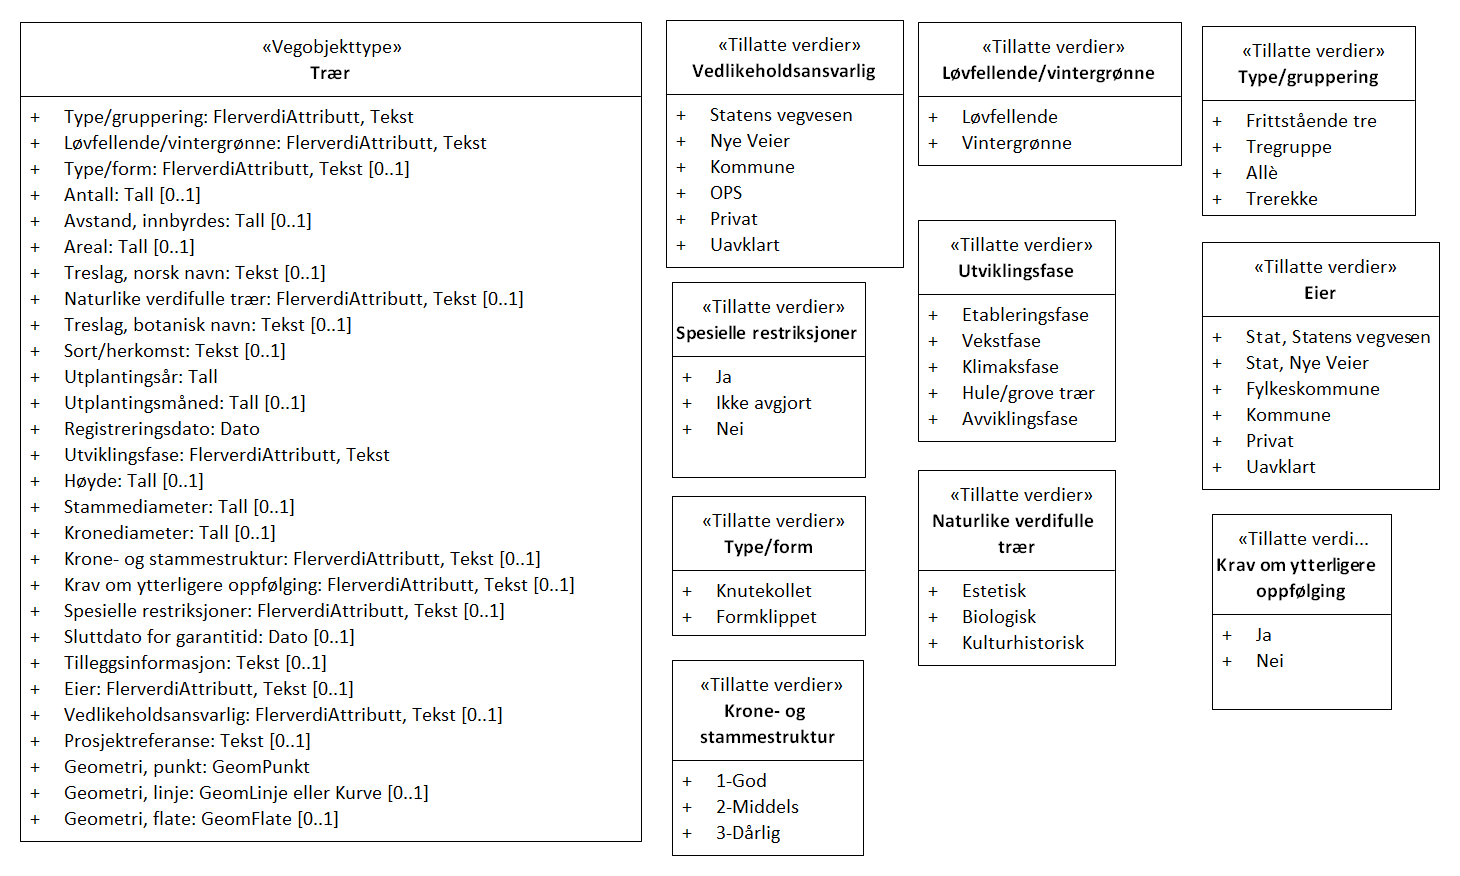 «Vegobjekttype»
Trær
+ Type/gruppering: FlerverdiAttributt, Tekst
+ Løvfellende/vintergrønne: FlerverdiAttributt, Tekst
+ Type/form: FlerverdiAttributt, Tekst [0..1]
+ Antall: Tall [0..1]
+ Avstand, innbyrdes: Tall [0..1]
+ Areal: Tall [0..1]
+ Treslag, norsk navn: Tekst [0..1]
+ Naturlike verdifulle trær: FlerverdiAttributt, Tekst [0..1]
+ Treslag, botanisk navn: Tekst [0..1]
+ Sort/herkomst: Tekst [0..1]
+ Utplantingsår: Tall
+ Utplantingsmåned: Tall [0..1]
+ Registreringsdato: Dato
+ Utviklingsfase: FlerverdiAttributt, Tekst
+ Høyde: Tall [0..1]
+ Stammediameter: Tall [0..1]
+ Kronediameter: Tall [0..1]
+ Krone- og stammestruktur: FlerverdiAttributt, Tekst [0..1]
+ Krav om ytterligere oppfølging: FlerverdiAttributt, Tekst [0..1]
+ Spesielle restriksjoner: FlerverdiAttributt, Tekst [0..1]
+ Sluttdato for garantitid: Dato [0..1]
+ Tilleggsinformasjon: Tekst [0..1]
+ Eier: FlerverdiAttributt, Tekst [0..1]
+ Vedlikeholdsansvarlig: FlerverdiAttributt, Tekst [0..1]
+ Prosjektreferanse: Tekst [0..1]
+ Geometri, punkt: GeomPunkt
+ Geometri, linje: GeomLinje eller Kurve [0..1]
+ Geometri, flate: GeomFlate [0..1]
«Tillatte verdier»
Vedlikeholdsansvarlig
+ Statens vegvesen
+ Nye Veier
+ Kommune
+ OPS
+ Privat
+ Uavklart
«Tillatte verdier»
Spesielle restriksjoner
+ Ja
+ Ikke avgjort
+ Nei
«Tillatte verdier»
Type/form
+ Knutekollet
+ Formklippet
«Tillatte verdier»
Krone- og
stammestruktur
+ 1-God
+ 2-Middels
+ 3-Dårlig
«Tillatte verdier»
Løvfellende/vintergrønne
+ Løvfellende
+ Vintergrønne
«Tillatte verdier»
Utviklingsfase
+ Etableringsfase
+ Vekstfase
+ Klimaksfase
+ Hule/grove trær
+ Avviklingsfase
«Tillatte verdier»
Naturlike verdifulle
trær
+ Estetisk
+ Biologisk
+ Kulturhistorisk
«Tillatte verdier»
Type/gruppering
+ Frittstående tre
+ Tregruppe
+ Allè
+ Trerekke
«Tillatte verdier»
Eier
+ Stat, Statens vegvesen
+ Stat, Nye Veier
+ Fylkeskommune
+ Kommune
+ Privat
+ Uavklart
«Tillatte verdi...
Krav om ytterligere
oppfølging
+ Ja
+ Nei